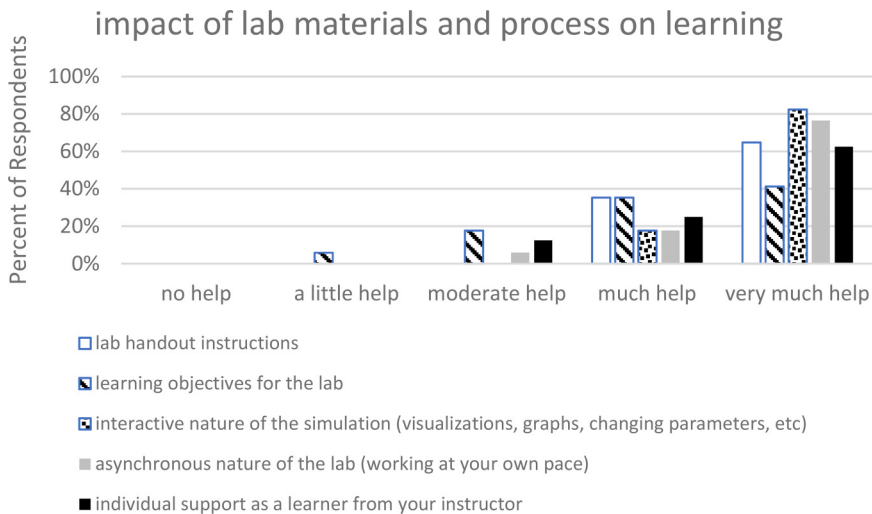 impact of lab materials and process on learning
Percent of Respondents
100%
80%
60%
40%
20%
0%
no help a little help moderate help much help very much help
lab handout instructions
learning objectives for the lab
interactive nature of the simulation (visualizations, graphs, changing parameters, etc)
asynchronous nature of the lab (working at your own pace)
individual support as a learner from your instructor